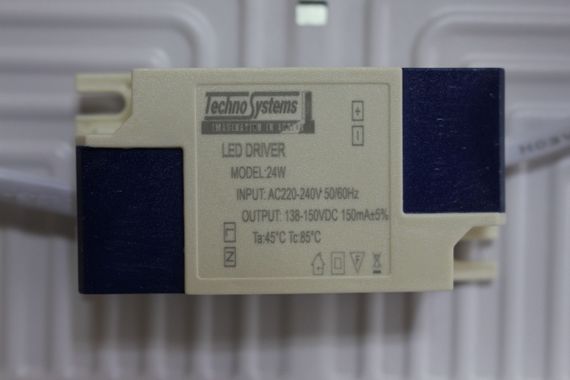 Techno Systems
IMAGINATION IN LIGHT
+
-
LED DRIVER
MODEL:24W
INPUT: AC220-240V 50/60Hz
OUTPUT: 138-150VDC 150mA±5%
L
N
Ta:45°C Tc:85°C
F